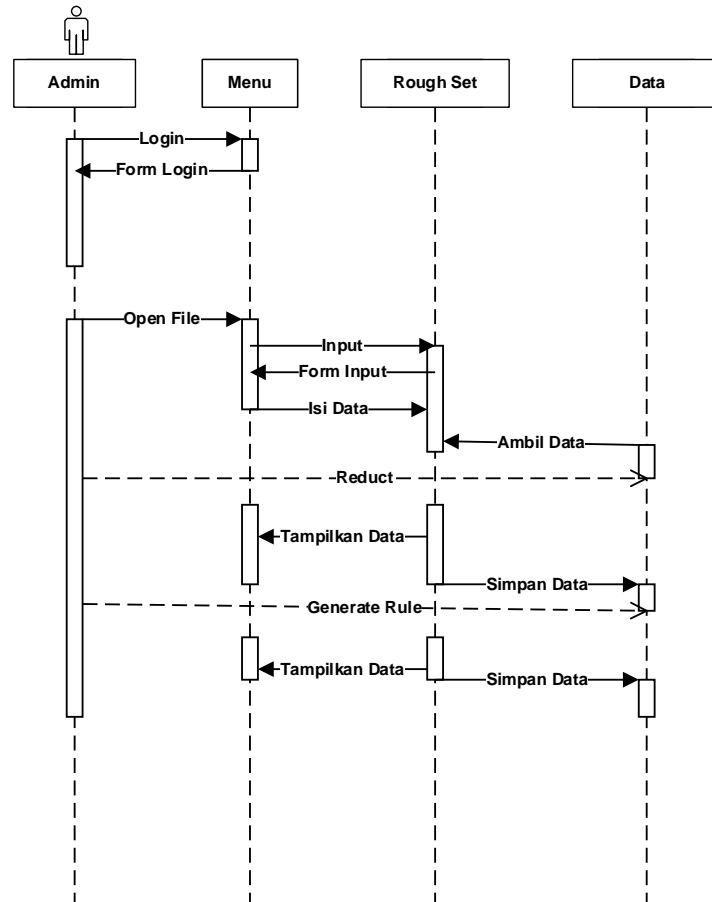 Admin
Menu
Rough Set
Data
Login
Form Login
Open File
Input
Form Input
Isi Data
Ambil Data
Reduct
Tampilkan Data
Simpan Data
Generate Rule
Tampilkan Data
Simpan Data